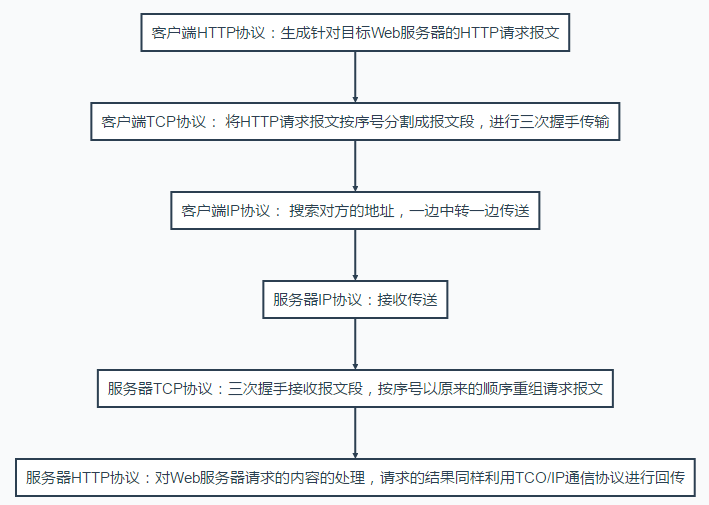 客户端HTTP协议：生成针对目标Web服务器的HTTP请求报文
客户端TCP协议： 将HTTP请求报文按序号分割成报文段，进行三次握手传输
客户端IP协议： 搜索对方的地址，一边中转一边传送
服务器IP协议：接收传送
服务器TCP协议：三次握手接收报文段，按序号以原来的顺序重组请求报文
服务器HTTP协议：对Web服务器请求的内容的处理，请求的结果同样利用TCO/IP通信协议进行回传